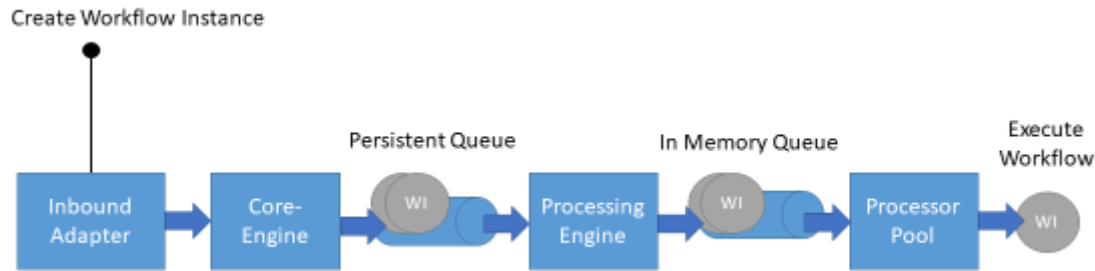 Create Workflow Instance
Persistent Queue
In Memory Queue
Execute
Workflow
Inbound
Adapter
Core-
Engine
WI
Processing
Engine
WI
Processor
Pool
WI